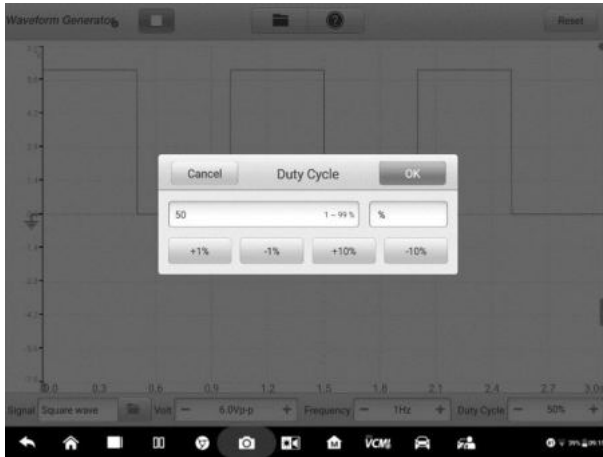 Waveform Generator
Reset
Cancel
Duty Cycle
OK
50
1 ~ 99 %
%
+1%
-1%
+10%
-10%
0.0 0.3 0.6 0.9 1.2 1.5 1.8 2.1 2.4 2.7 3.0
Signal Square wave Volt − 6.0Vp-p + Frequency − 1Hz + Duty Cycle − 50% +
VCMI